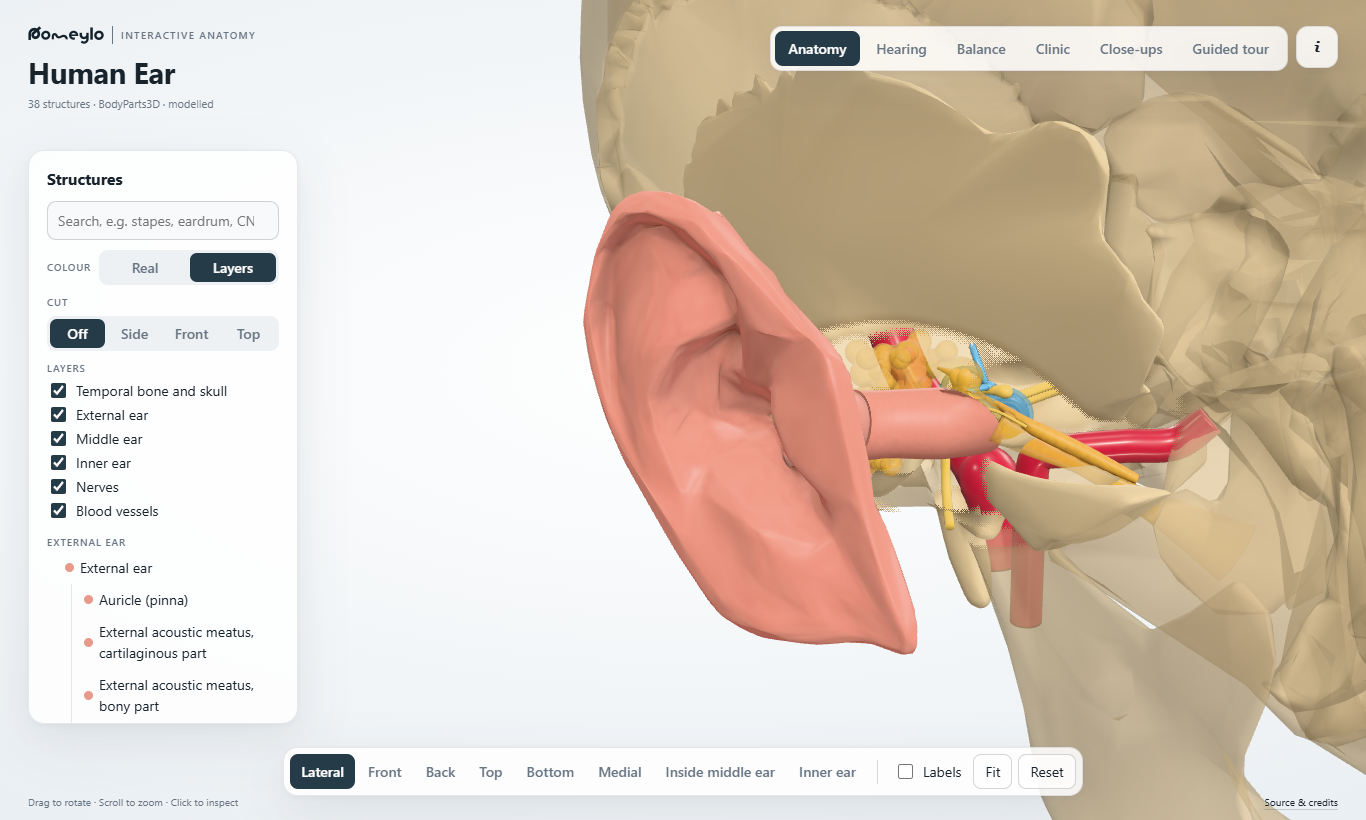 Domeylo
INTERACTIVE ANATOMY
Human Ear
38 structures · BodyParts3D · modelled
Anatomy
Hearing
Balance
Clinic
Close-ups
Guided tour
i
Structures
Search, e.g. stapes, eardrum, CN
COLOUR
Real
Layers
CUT
Off
Side
Front
Top
LAYERS
Temporal bone and skull
External ear
Middle ear
Inner ear
Nerves
Blood vessels
EXTERNAL EAR
External ear
Auricle (pinna)
External acoustic meatus,
cartilaginous part
External acoustic meatus,
bony part
Lateral
Front
Back
Top
Bottom
Medial
Inside middle ear
Inner ear
Labels
Fit
Reset
Drag to rotate · Scroll to zoom · Click to inspect
Source & credits